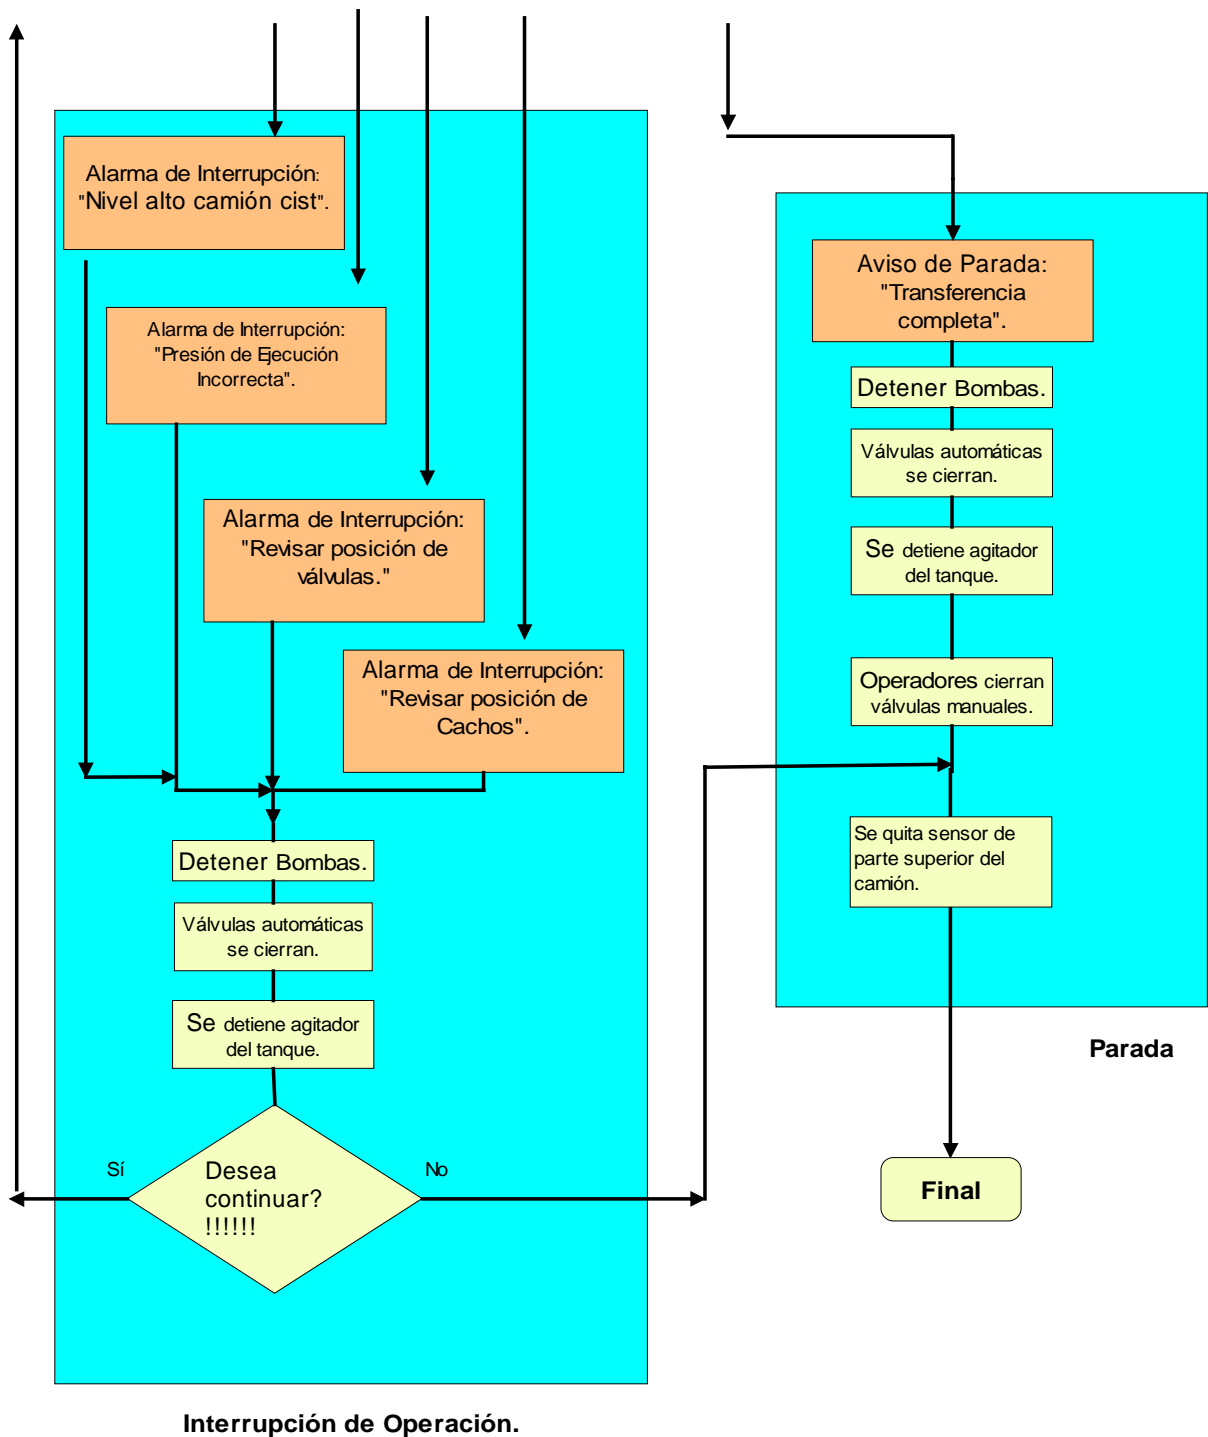 Alarma de Interrupción:
"Nivel alto camión cist".
Alarma de Interrupción:
"Presión de Ejecución
Incorrecta".
Alarma de Interrupción:
"Revisar posición de
válvulas."
Alarma de Interrupción:
"Revisar posición de
Cachos".
Detener Bombas.
Válvulas automáticas
se cierran.
Se detiene agitador
del tanque.
Sí
Desea
continuar?
!!!!!!
No
Interrupción de Operación.
Aviso de Parada:
"Transferencia
completa".
Detener Bombas.
Válvulas automáticas
se cierran.
Se detiene agitador
del tanque.
Operadores cierran
válvulas manuales.
Se quita sensor de
parte superior del
camión.
Parada
Final